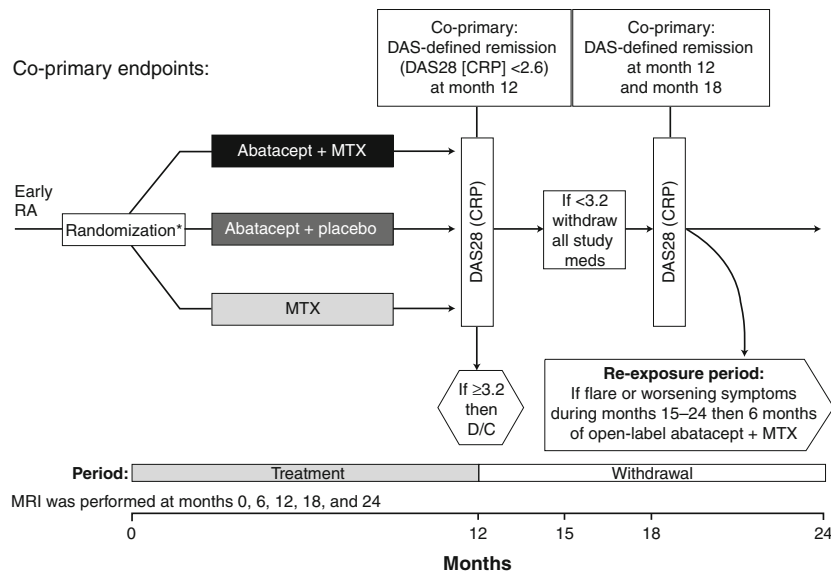 Co-primary endpoints:
Co-primary:
DAS-defined remission
(DAS28 [CRP] <2.6)
at month 12
Co-primary:
DAS-defined remission
at month 12
and month 18
Early
RA
Randomization*
Abatacept + MTX
Abatacept + placebo
MTX
DAS28 (CRP)
If <3.2
withdraw
all study
meds
DAS28 (CRP)
If ≥3.2
then
D/C
Re-exposure period:
If flare or worsening symptoms
during months 15–24 then 6 months
of open-label abatacept + MTX
Period: Treatment Withdrawal
MRI was performed at months 0, 6, 12, 18, and 24
0 12 15 18 24
Months